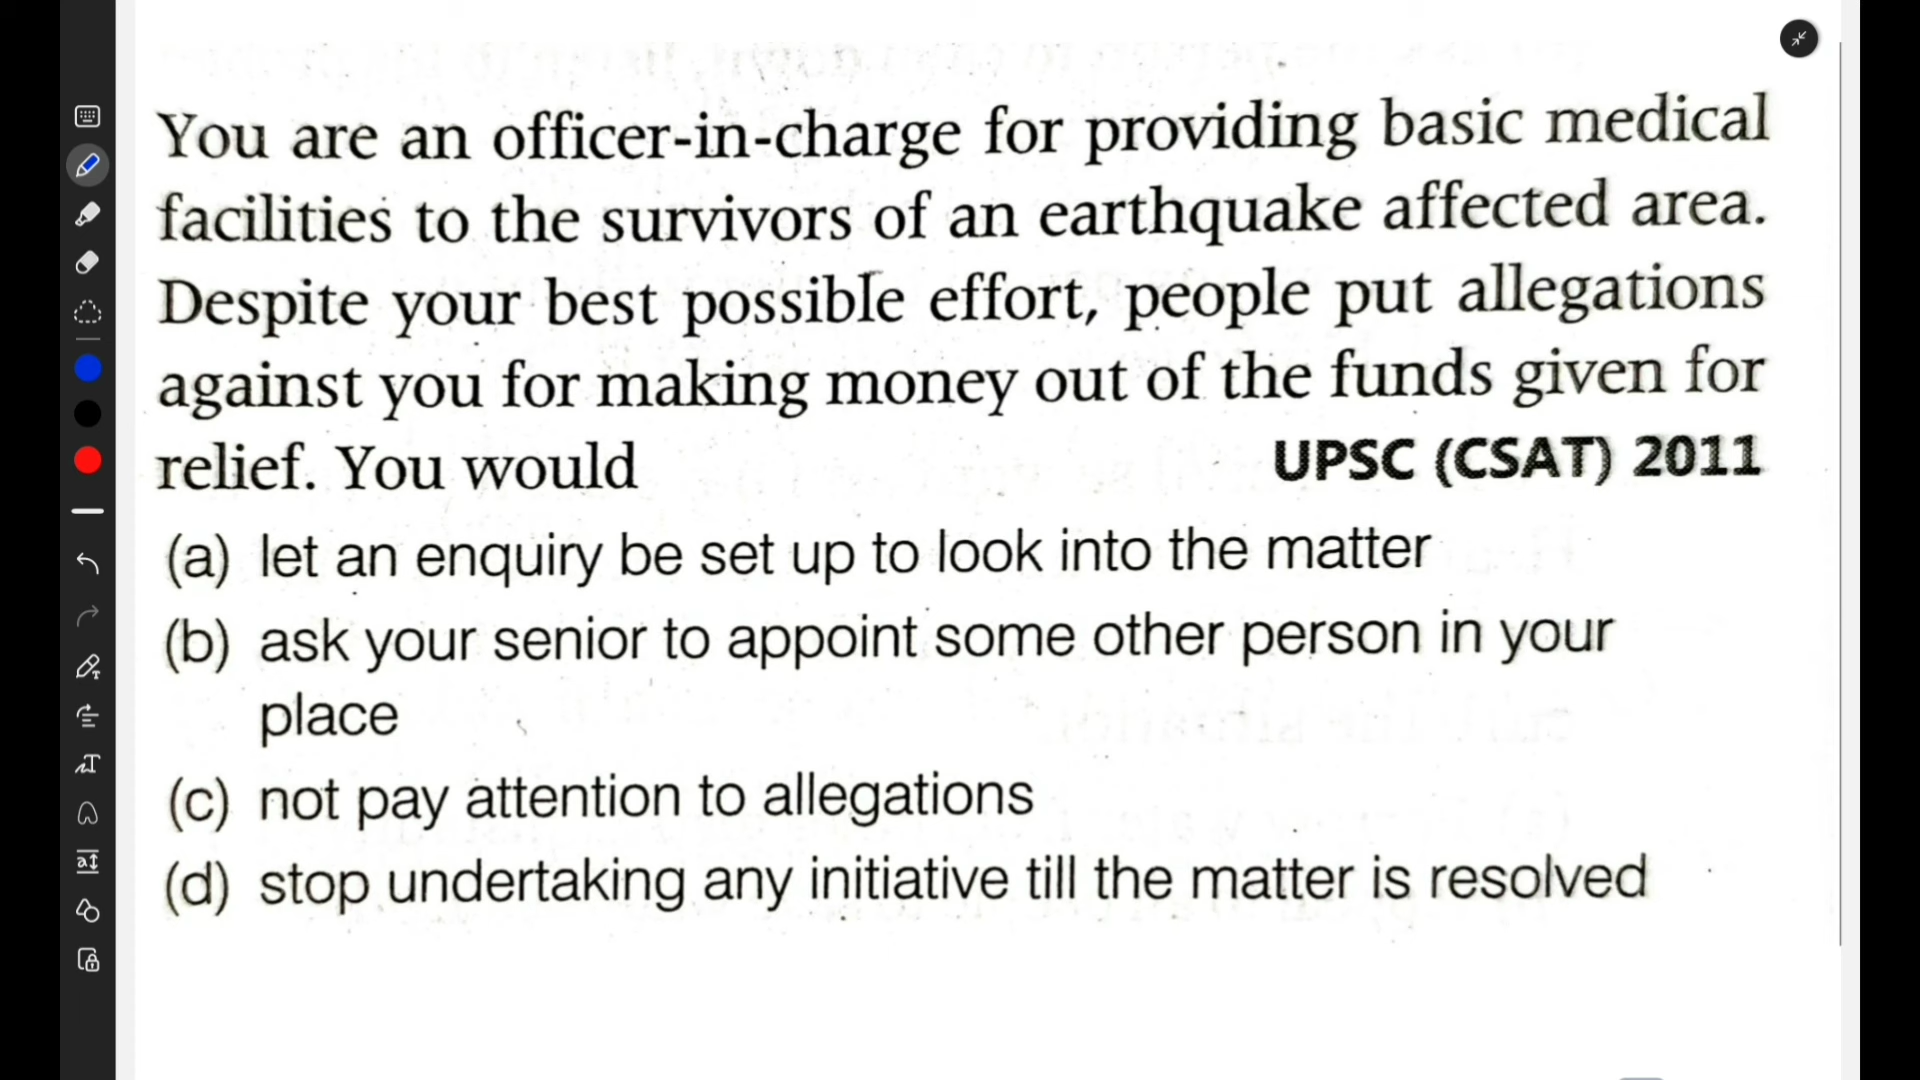 You are an officer-in-charge for providing basic medical
facilities to the survivors of an earthquake affected area.
Despite your best possible effort, people put allegations
against you for making money out of the funds given for
relief. You would UPSC (CSAT) 2011
(a) let an enquiry be set up to look into the matter
(b) ask your senior to appoint some other person in your
place
(c) not pay attention to allegations
(d) stop undertaking any initiative till the matter is resolved